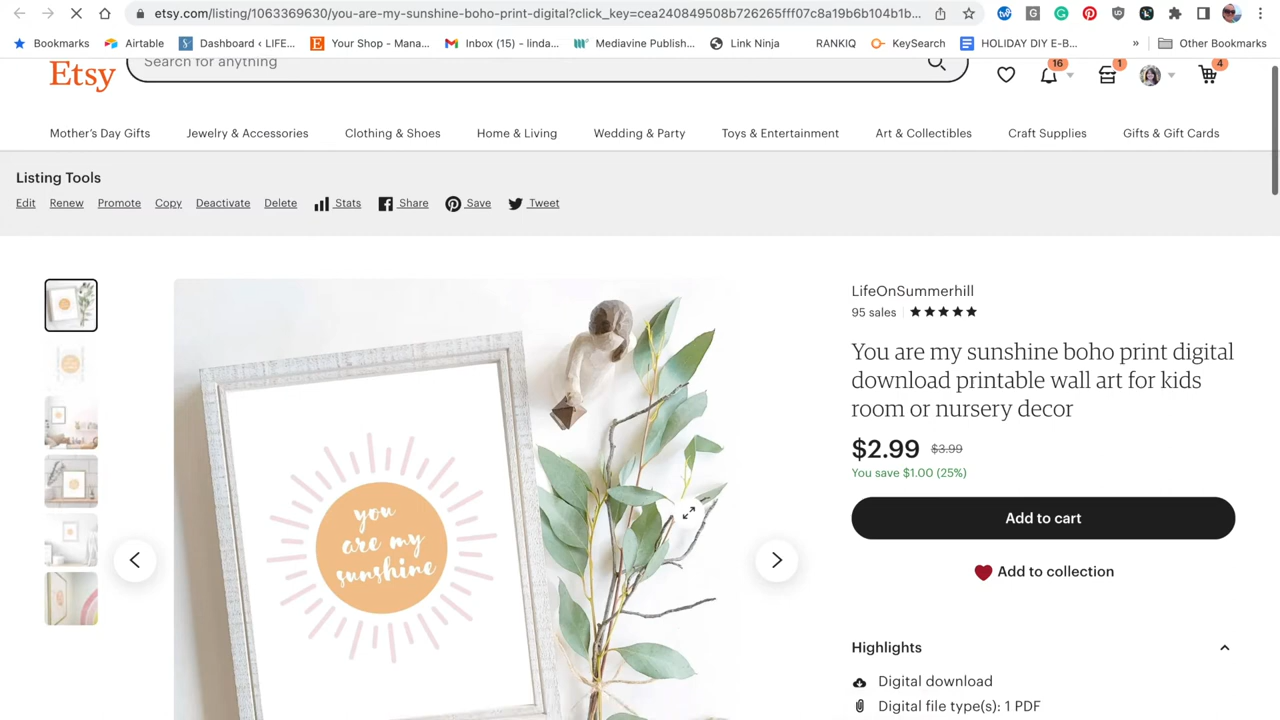 etsy.com/listing/1063369630/you-are-my-sunshine-boho-print-digital?click_key=cea240849508b726265fff07c8a19b6b104b1b...
Bookmarks Airtable Dashboard ‹ LIFE... Your Shop - Mana... Inbox (15) - linda... Mediavine Publish... Link Ninja RANKIQ KeySearch HOLIDAY DIY E-B... » Other Bookmarks
Etsy Search for anything 16 1 4
Mother's Day Gifts Jewelry & Accessories Clothing & Shoes Home & Living Wedding & Party Toys & Entertainment Art & Collectibles Craft Supplies Gifts & Gift Cards
Listing Tools
Edit Renew Promote Copy Deactivate Delete Stats Share Save Tweet
LifeOnSummerhill
95 sales
You are my sunshine boho print digital
download printable wall art for kids
room or nursery decor
$2.99 $3.99
You save $1.00 (25%)
Add to cart
Add to collection
Highlights
Digital download
Digital file type(s): 1 PDF
you
are my
sunshine